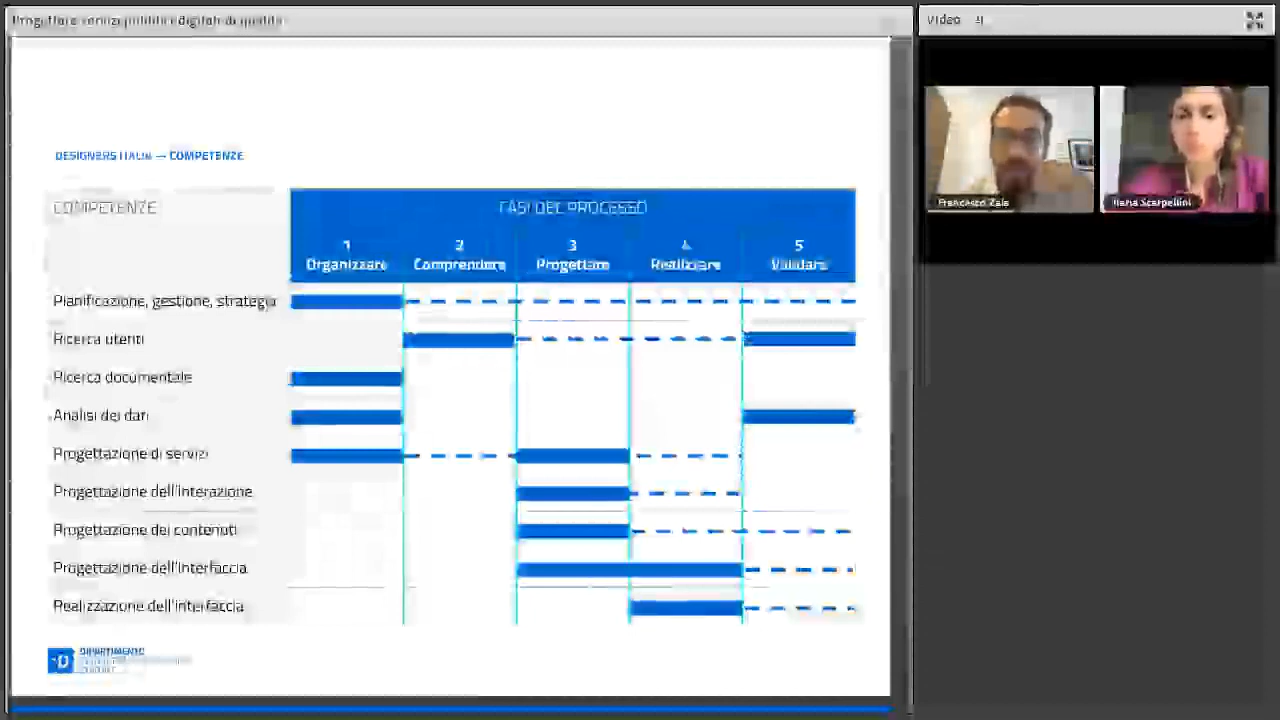 Progettare servizi pubblici digitali di qualità
Video
DESIGNERS ITALIA — COMPETENZE
COMPETENZE
FASI DEL PROCESSO
1
2
3
4
5
Organizzare
Comprendere
Progettare
Realizzare
Validare
Pianificazione, gestione, strategia
Ricerca utenti
Ricerca documentale
Analisi dei dati
Progettazione di servizi
Progettazione dell'interazione
Progettazione dei contenuti
Progettazione dell'interfaccia
Realizzazione dell'interfaccia
DIPARTIMENTO
Francesco Zaia
Ilaria Scarpellini